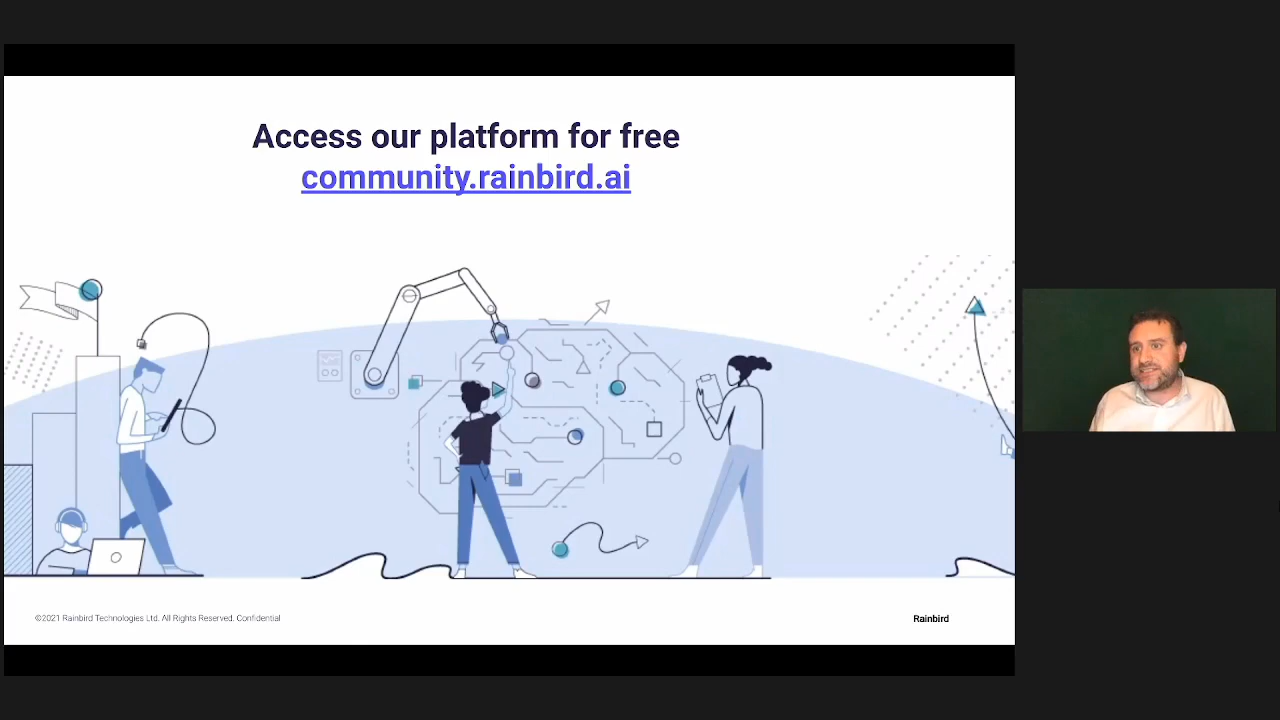 Access our platform for free
community.rainbird.ai
©2021 Rainbird Technologies Ltd. All Rights Reserved. Confidential
Rainbird